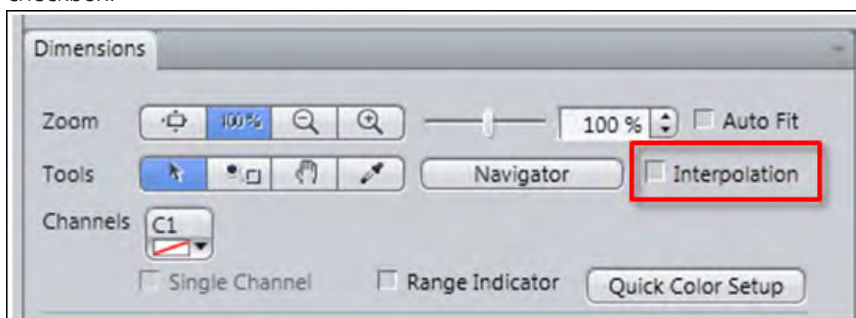 Dimensions
Zoom 100% 100 % Auto Fit
Tools Navigator Interpolation
Channels C1
Single Channel Range Indicator Quick Color Setup